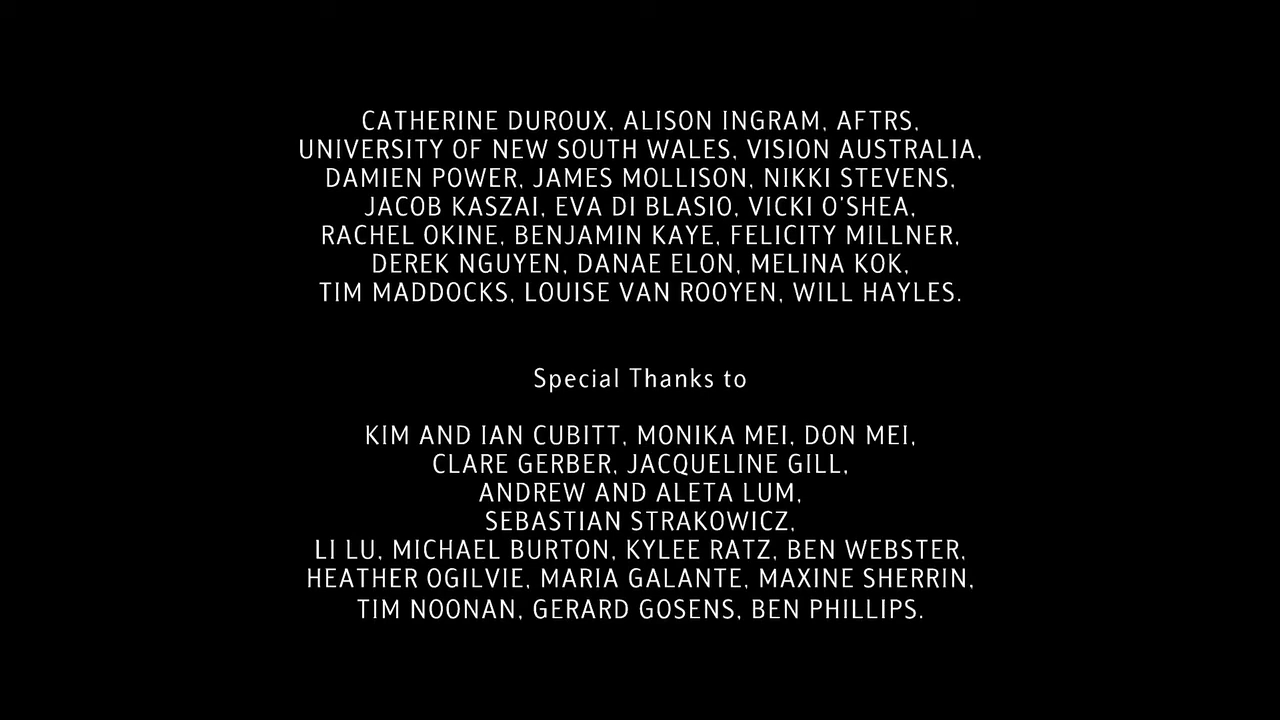 CATHERINE DUROUX, ALISON INGRAM, AFTRS,
UNIVERSITY OF NEW SOUTH WALES, VISION AUSTRALIA,
DAMIEN POWER, JAMES MOLLISON, NIKKI STEVENS,
JACOB KASZAI, EVA DI BLASIO, VICKI O'SHEA,
RACHEL OKINE, BENJAMIN KAYE, FELICITY MILLNER,
DEREK NGUYEN, DANAE ELON, MELINA KOK,
TIM MADDOCKS, LOUISE VAN ROOYEN, WILL HAYLES.
Special Thanks to
KIM AND IAN CUBITT, MONIKA MEI, DON MEI,
CLARE GERBER, JACQUELINE GILL,
ANDREW AND ALETA LUM,
SEBASTIAN STRAKOWICZ,
LI LU, MICHAEL BURTON, KYLEE RATZ, BEN WEBSTER,
HEATHER OGILVIE, MARIA GALANTE, MAXINE SHERRIN,
TIM NOONAN, GERARD GOSENS, BEN PHILLIPS.